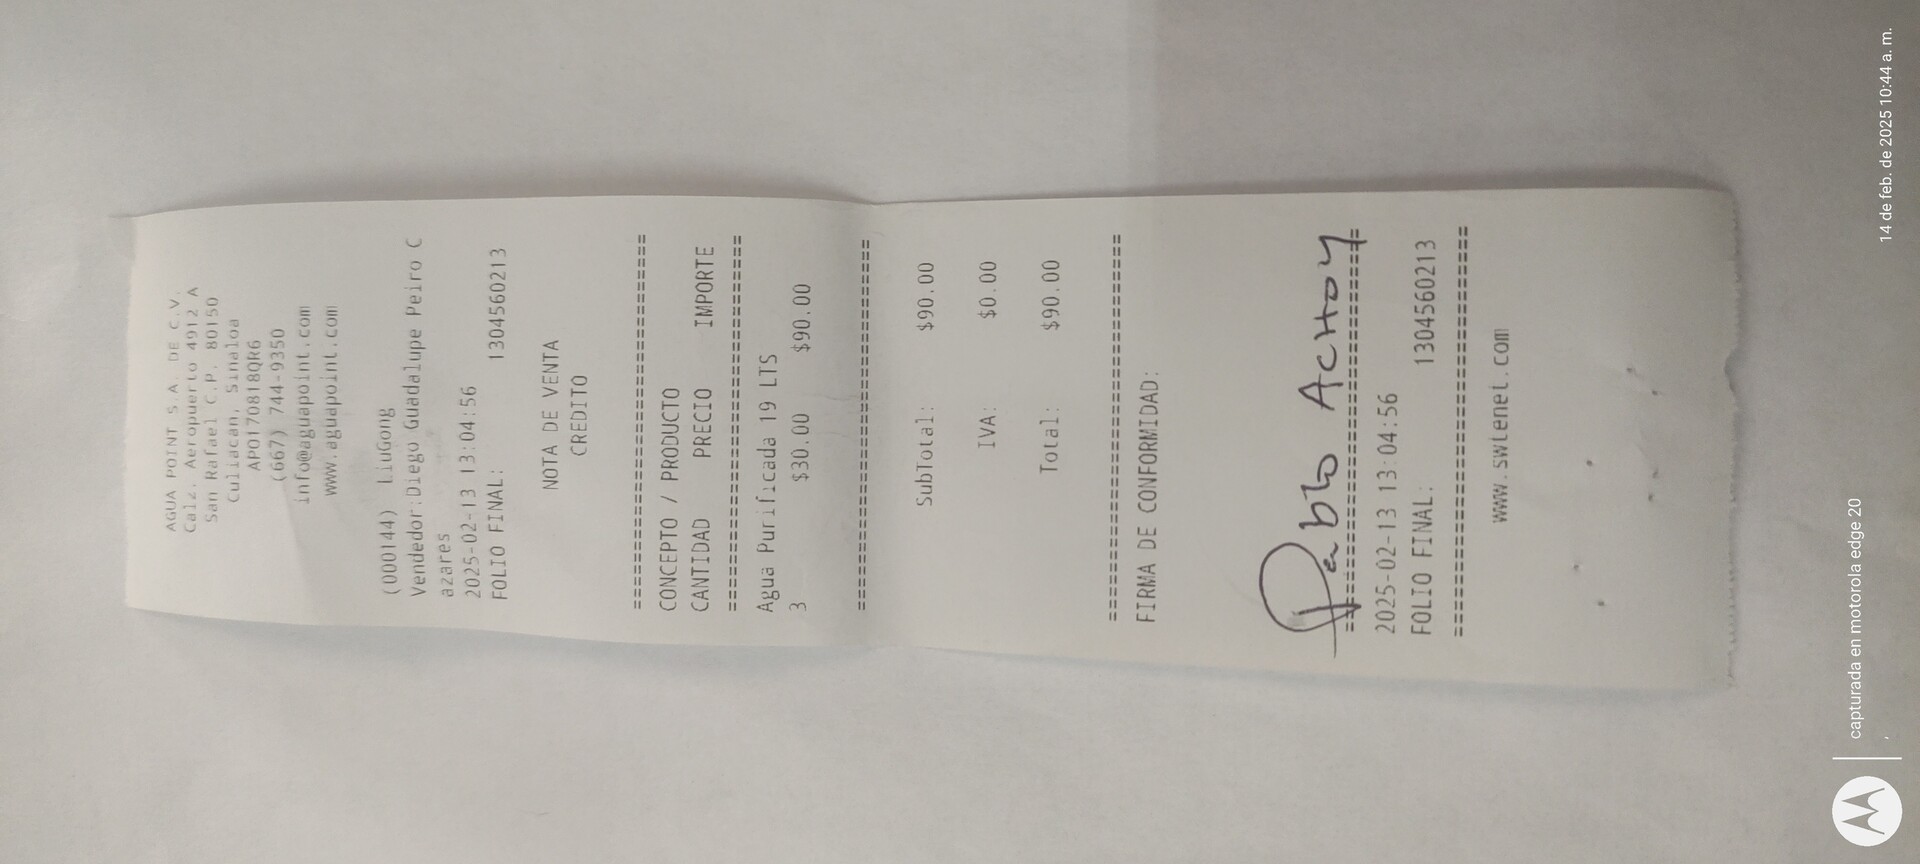 AGUA POINT S.A. DE C.V.
Calz. Aeropuerto 4912 A
San Rafael C.P. 80150
Culiacan, Sinaloa
APO170818QR6
(667) 744-9350
info@aguapoint.com
www.aguapoint.com
(000144) LiuGong
Vendedor:Diego Guadalupe Peiro C
azares
2025-02-13 13:04:56
FOLIO FINAL: 1304560213
NOTA DE VENTA
CREDITO
================================
CONCEPTO / PRODUCTO
CANTIDAD PRECIO IMPORTE
================================
Agua Purificada 19 LTS
3 $30.00 $90.00
================================
SubTotal: $90.00
IVA: $0.00
Total: $90.00
================================
FIRMA DE CONFORMIDAD:
Pablo ACHOY
================================
2025-02-13 13:04:56
FOLIO FINAL: 1304560213
================================
www.swtenet.com
capturada en motorola edge 20
,
14 de feb. de 2025 10:44 a. m.